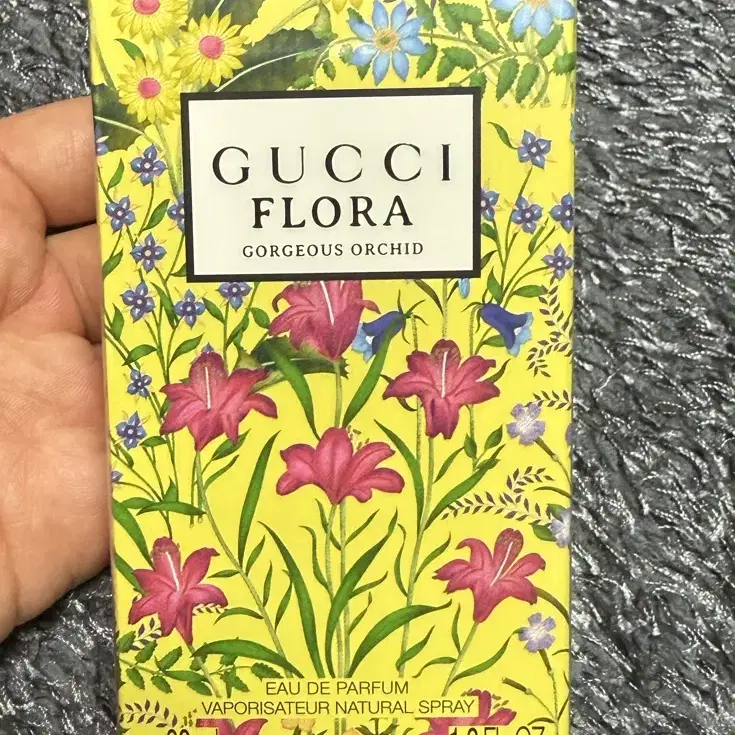 GUCCI
FLORA
GORGEOUS ORCHID
EAU DE PARFUM
VAPORISATEUR NATURAL SPRAY